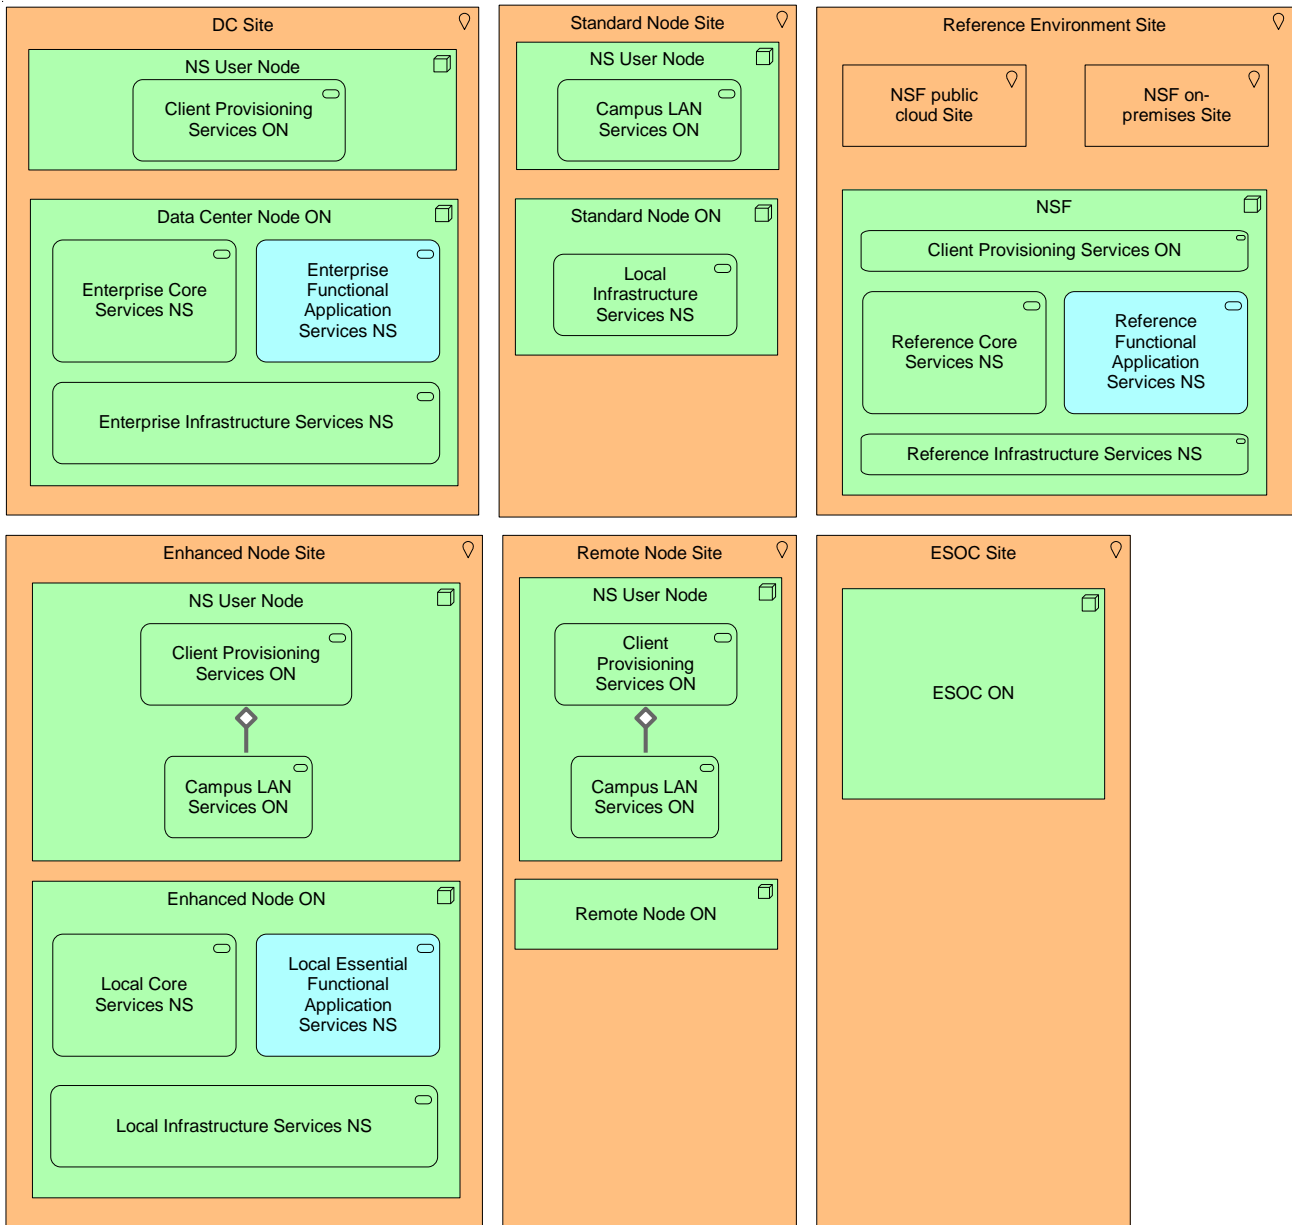 DC Site
NS User Node
Client Provisioning
Services ON
Data Center Node ON
Enterprise Core
Services NS
Enterprise
Functional
Application
Services NS
Enterprise Infrastructure Services NS
Standard Node Site
NS User Node
Campus LAN
Services ON
Standard Node ON
Local
Infrastructure
Services NS
Reference Environment Site
NSF public
cloud Site
NSF on-
premises Site
NSF
Client Provisioning Services ON
Reference Core
Services NS
Reference
Functional
Application
Services NS
Reference Infrastructure Services NS
Enhanced Node Site
NS User Node
Client Provisioning
Services ON
Campus LAN
Services ON
Enhanced Node ON
Local Core
Services NS
Local Essential
Functional
Application
Services NS
Local Infrastructure Services NS
Remote Node Site
NS User Node
Client
Provisioning
Services ON
Campus LAN
Services ON
Remote Node ON
ESOC Site
ESOC ON